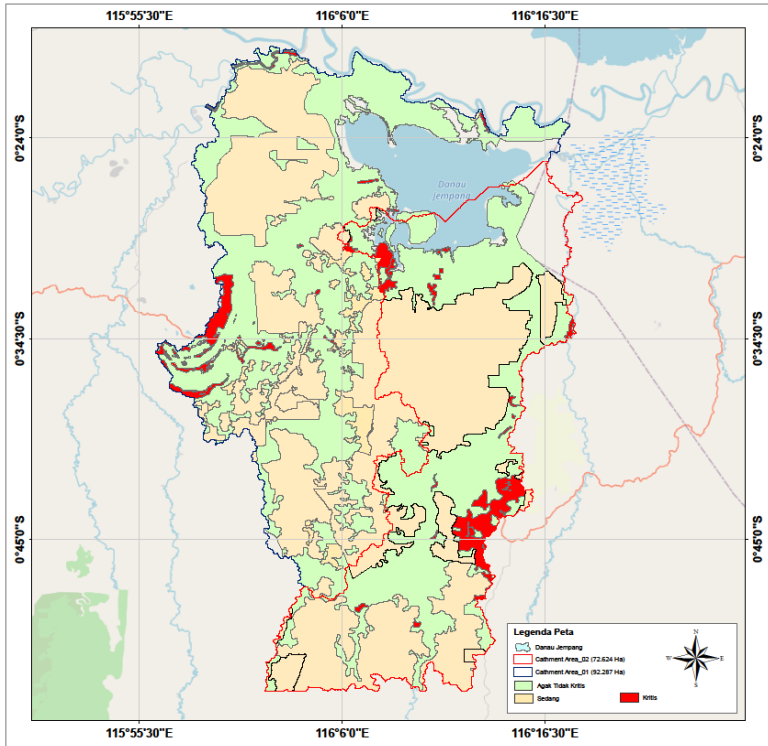 115°55'30"E 116°6'0"E 116°16'30"E
0°24'0"S 0°24'0"S
Danau
Jempang
0°34'30"S 0°34'30"S
0°45'0"S 0°45'0"S
Legenda Peta
Danau Jempang
Cathment Area_02 (72.524 Ha)
Cathment Area_01 (92.287 Ha)
Agak Tidak Kritis
Sedang
Kritis
N
W E
S
115°55'30"E 116°6'0"E 116°16'30"E